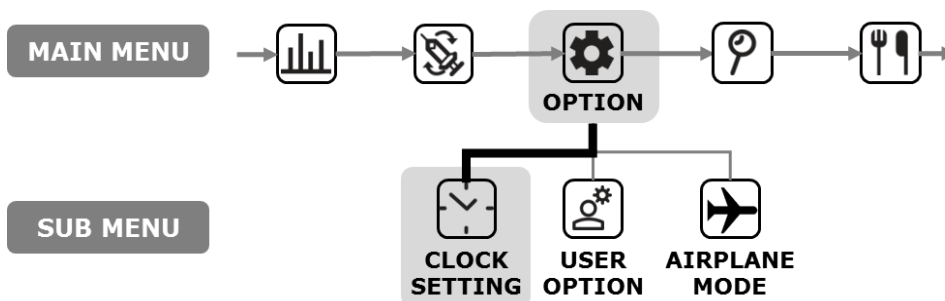 MAIN MENU
OPTION
SUB MENU
CLOCK
SETTING
USER
OPTION
AIRPLANE
MODE